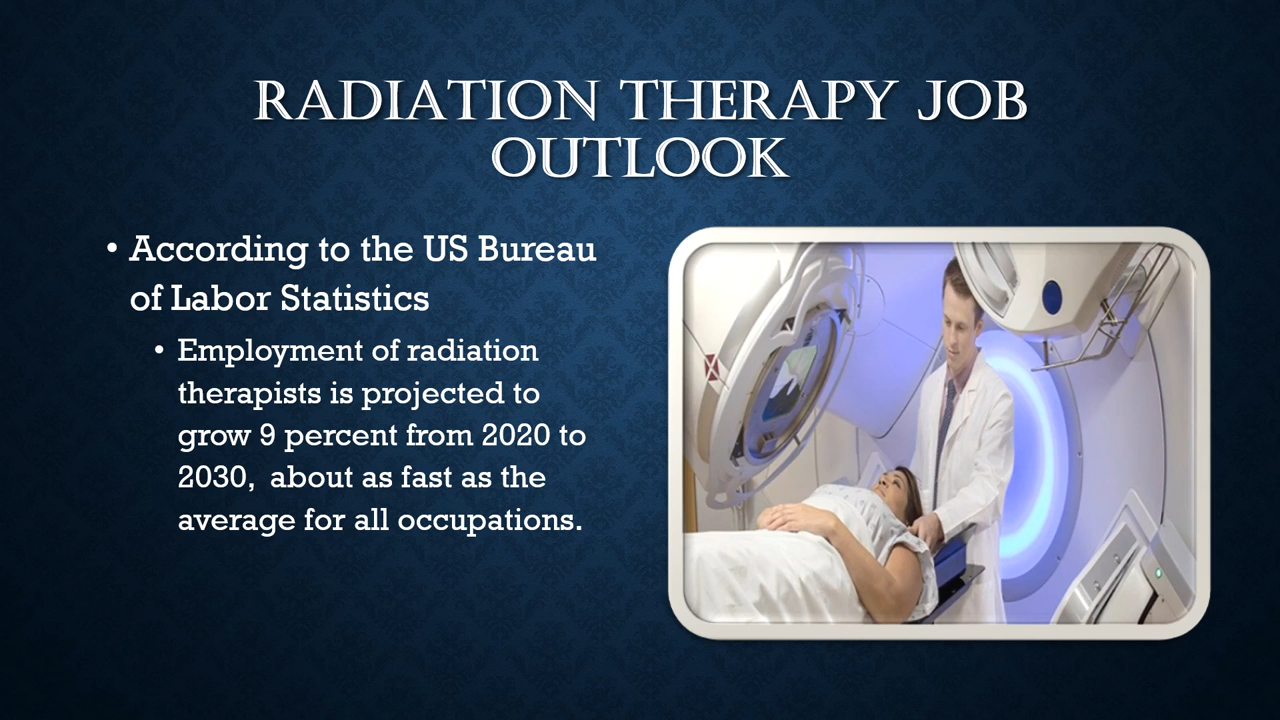 RADIATION THERAPY JOB
OUTLOOK
• According to the US Bureau
of Labor Statistics
• Employment of radiation
therapists is projected to
grow 9 percent from 2020 to
2030,  about as fast as the
average for all occupations.